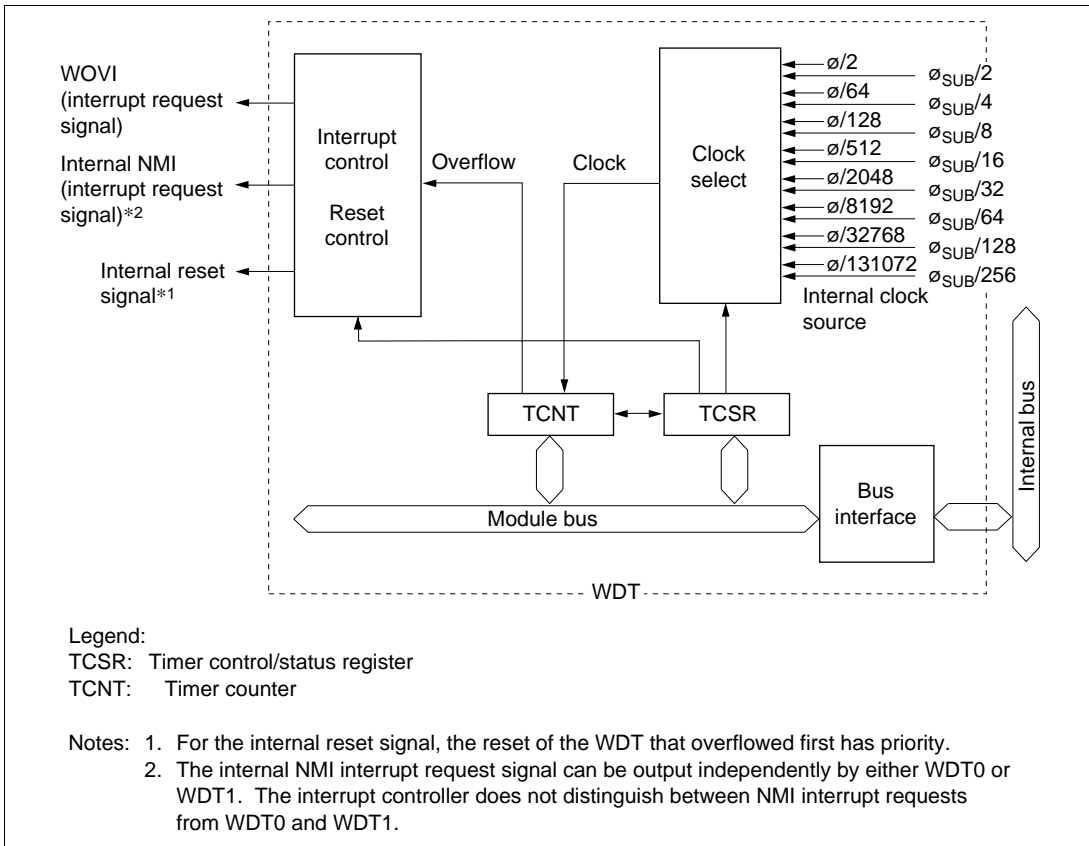 WOVI
(interrupt request
signal)
Internal NMI
(interrupt request
signal)*2
Internal reset
signal*1
Interrupt
control
Reset
control
Overflow
Clock
Clock
select
ø/2
øSUB/2
ø/64
øSUB/4
ø/128
øSUB/8
ø/512
øSUB/16
ø/2048
øSUB/32
ø/8192
øSUB/64
ø/32768
øSUB/128
ø/131072
øSUB/256
Internal clock
source
TCNT
TCSR
Module bus
Bus
interface
Internal bus
WDT
Legend:
TCSR: Timer control/status register
TCNT: Timer counter
Notes: 1. For the internal reset signal, the reset of the WDT that overflowed first has priority.
2. The internal NMI interrupt request signal can be output independently by either WDT0 or
WDT1. The interrupt controller does not distinguish between NMI interrupt requests
from WDT0 and WDT1.